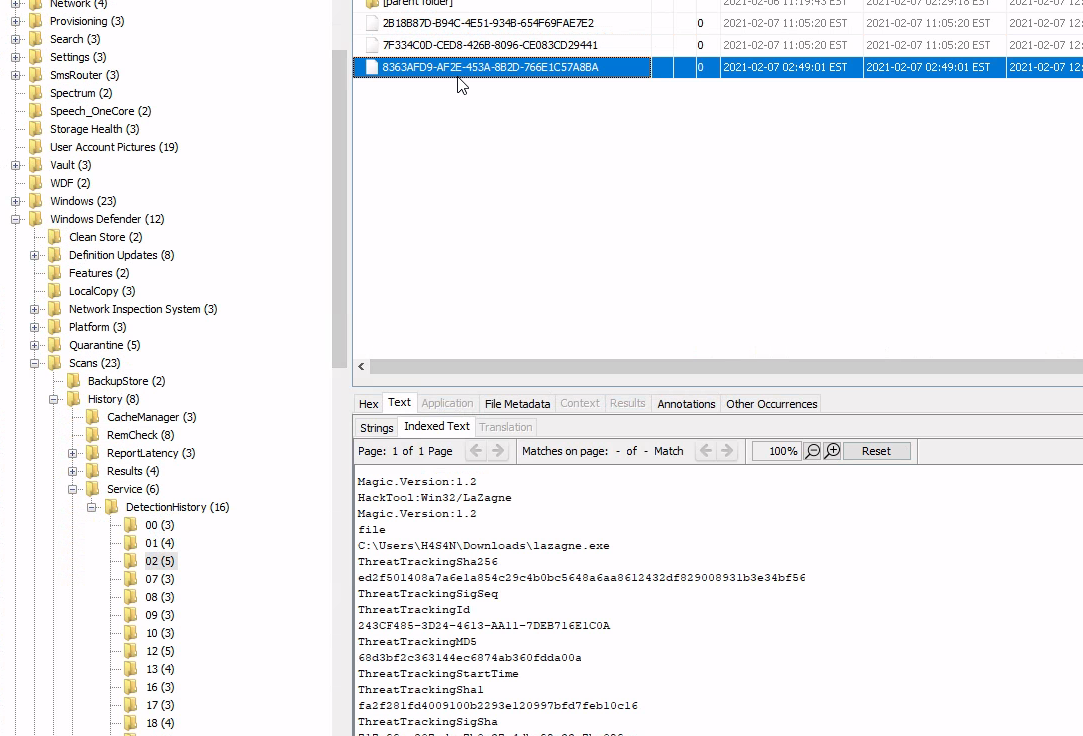 Network (4)
Provisioning (3)
Search (3)
Settings (3)
SmsRouter (3)
Spectrum (2)
Speech_OneCore (2)
Storage Health (3)
User Account Pictures (19)
Vault (3)
WDF (2)
Windows (23)
Windows Defender (12)
Clean Store (2)
Definition Updates (8)
Features (2)
LocalCopy (3)
Network Inspection System (3)
Platform (3)
Quarantine (5)
Scans (23)
BackupStore (2)
History (8)
CacheManager (3)
RemCheck (8)
ReportLatency (3)
Results (4)
Service (6)
DetectionHistory (16)
00 (3)
01 (4)
02 (5)
07 (3)
08 (3)
09 (3)
10 (3)
12 (5)
13 (4)
16 (3)
17 (3)
18 (4)
[parent folder] 2021-02-06 11:19:43 EST 2021-02-07 02:29:18 EST 2021-02-07 12:
2B18B87D-B94C-4E51-934B-654F69FAE7E2 0 2021-02-07 11:05:20 EST 2021-02-07 11:05:20 EST 2021-02-07 12:
7F334C0D-CED8-426B-8096-CE083CD29441 0 2021-02-07 11:05:20 EST 2021-02-07 11:05:20 EST 2021-02-07 12:
8363AFD9-AF2E-453A-8B2D-766E1C57A8BA 0 2021-02-07 02:49:01 EST 2021-02-07 02:49:01 EST 2021-02-07 12:
Hex Text Application File Metadata Context Results Annotations Other Occurrences
Strings Indexed Text Translation
Page: 1 of 1 Page Matches on page: - of - Match 100% Reset
Magic.Version:1.2
HackTool:Win32/LaZagne
Magic.Version:1.2
file
C:\Users\H4S4N\Downloads\lazagne.exe
ThreatTrackingSha256
ed2f501408a7a6e1a854c29c4b0bc5648a6aa8612432df829008931b3e34bf56
ThreatTrackingSigSeq
ThreatTrackingId
243CF485-3D24-4613-AA11-7DEB716E1C0A
ThreatTrackingMD5
68d3bf2c363144ec6874ab360fdda00a
ThreatTrackingStartTime
ThreatTrackingSha1
fa2f281fd4009100b2293e120997bfd7feb10c16
ThreatTrackingSigSha